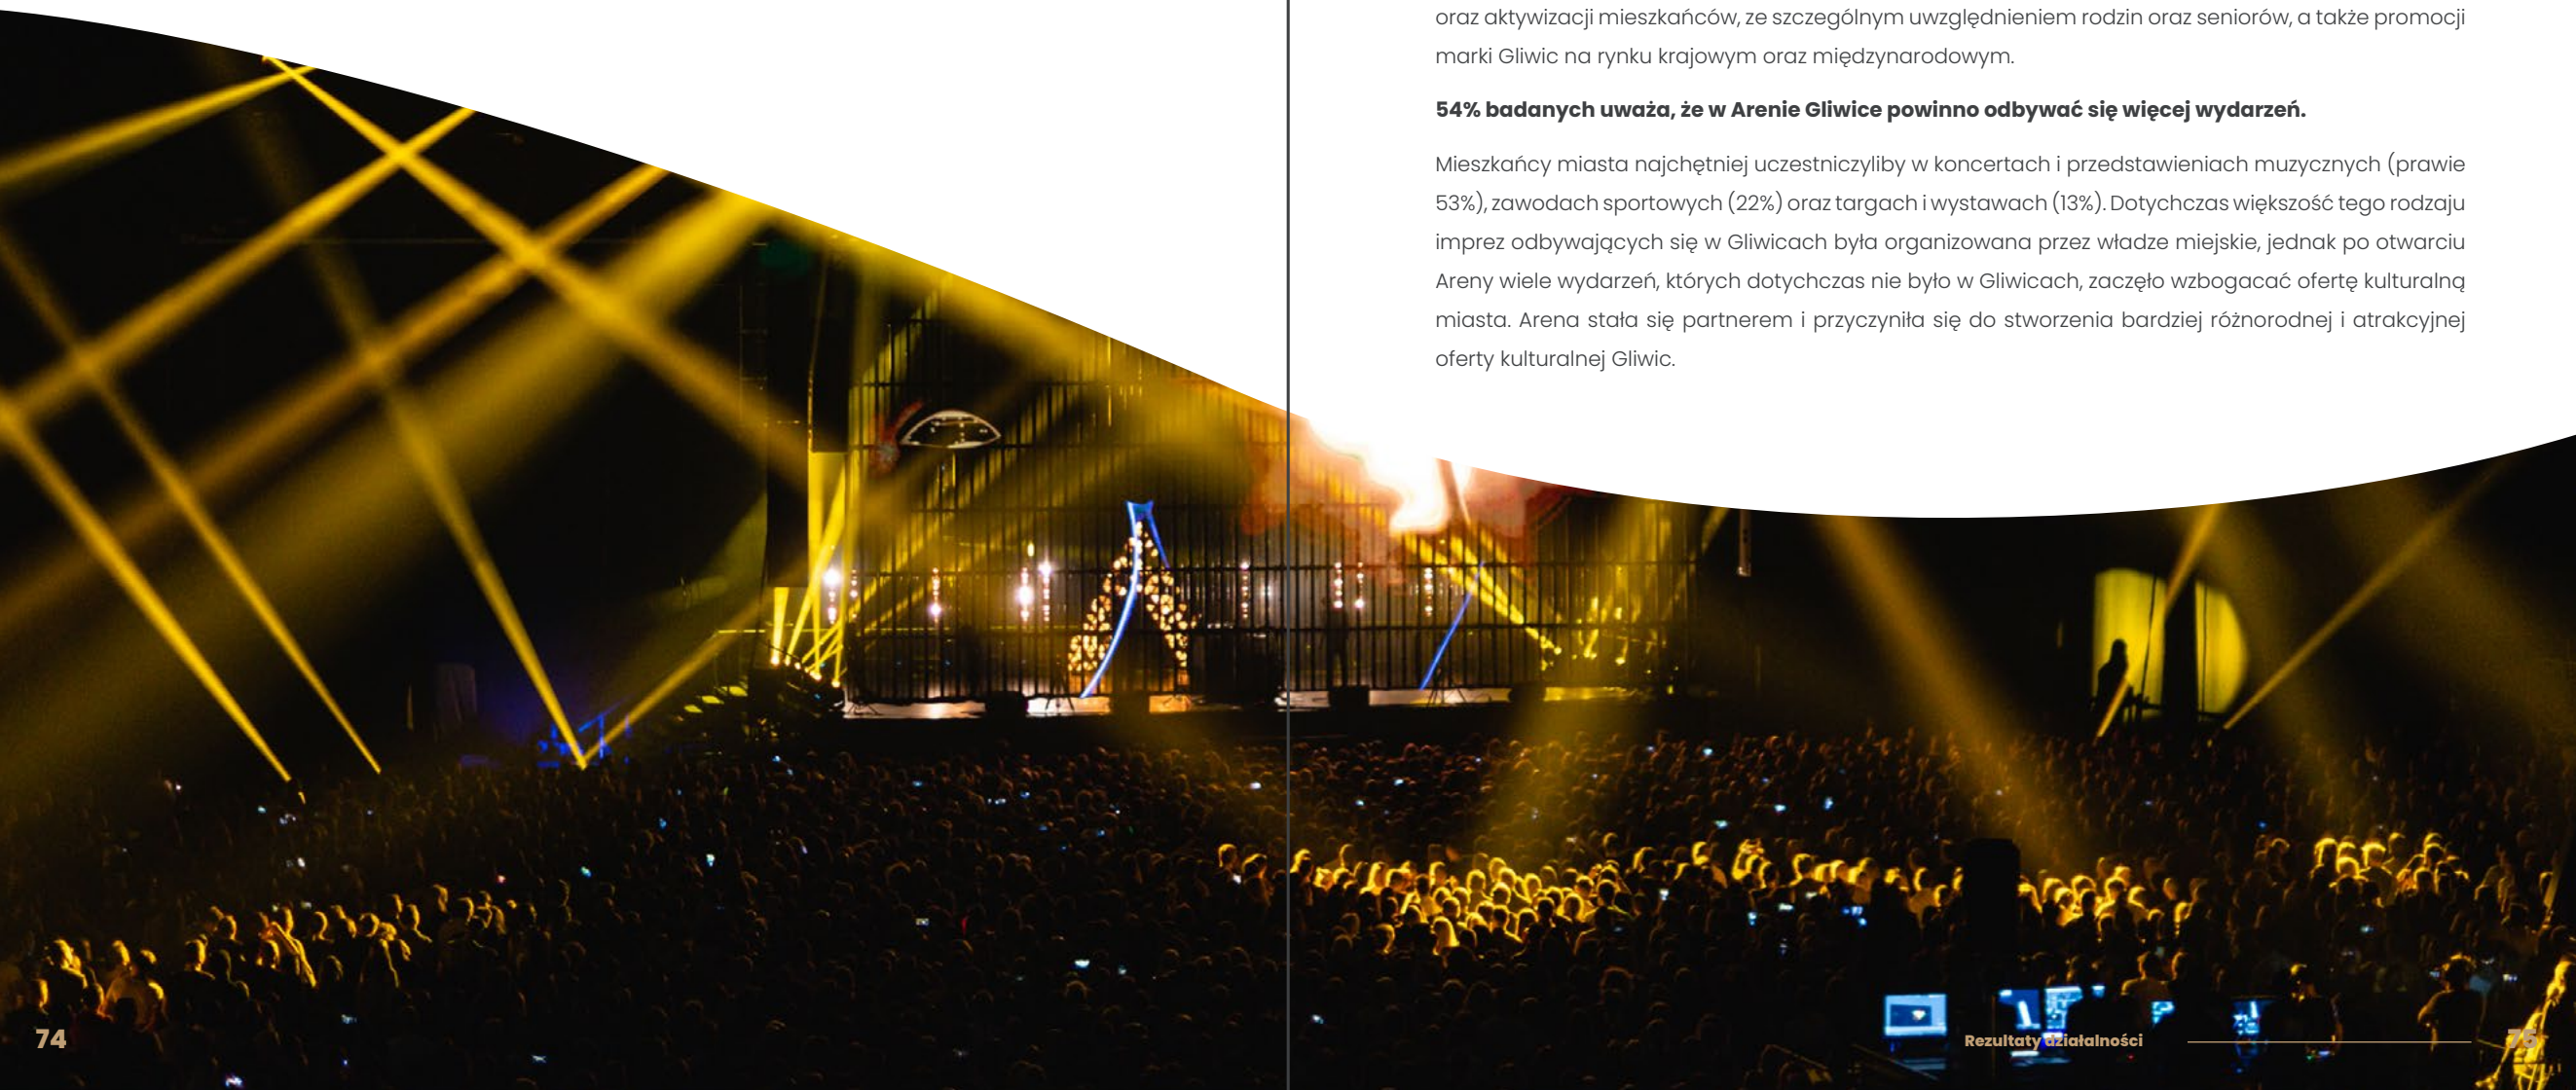 oraz aktywizacji mieszkańców, ze szczególnym uwzględnieniem rodzin oraz seniorów, a także promocji
marki Gliwic na rynku krajowym oraz międzynarodowym.
54% badanych uważa, że w Arenie Gliwice powinno odbywać się więcej wydarzeń.
Mieszkańcy miasta najchętniej uczestniczyliby w koncertach i przedstawieniach muzycznych (prawie
53%), zawodach sportowych (22%) oraz targach i wystawach (13%). Dotychczas większość tego rodzaju
imprez odbywających się w Gliwicach była organizowana przez władze miejskie, jednak po otwarciu
Areny wiele wydarzeń, których dotychczas nie było w Gliwicach, zaczęło wzbogacać ofertę kulturalną
miasta. Arena stała się partnerem i przyczyniła się do stworzenia bardziej różnorodnej i atrakcyjnej
oferty kulturalnej Gliwic.
74
Rezultaty działalności
75